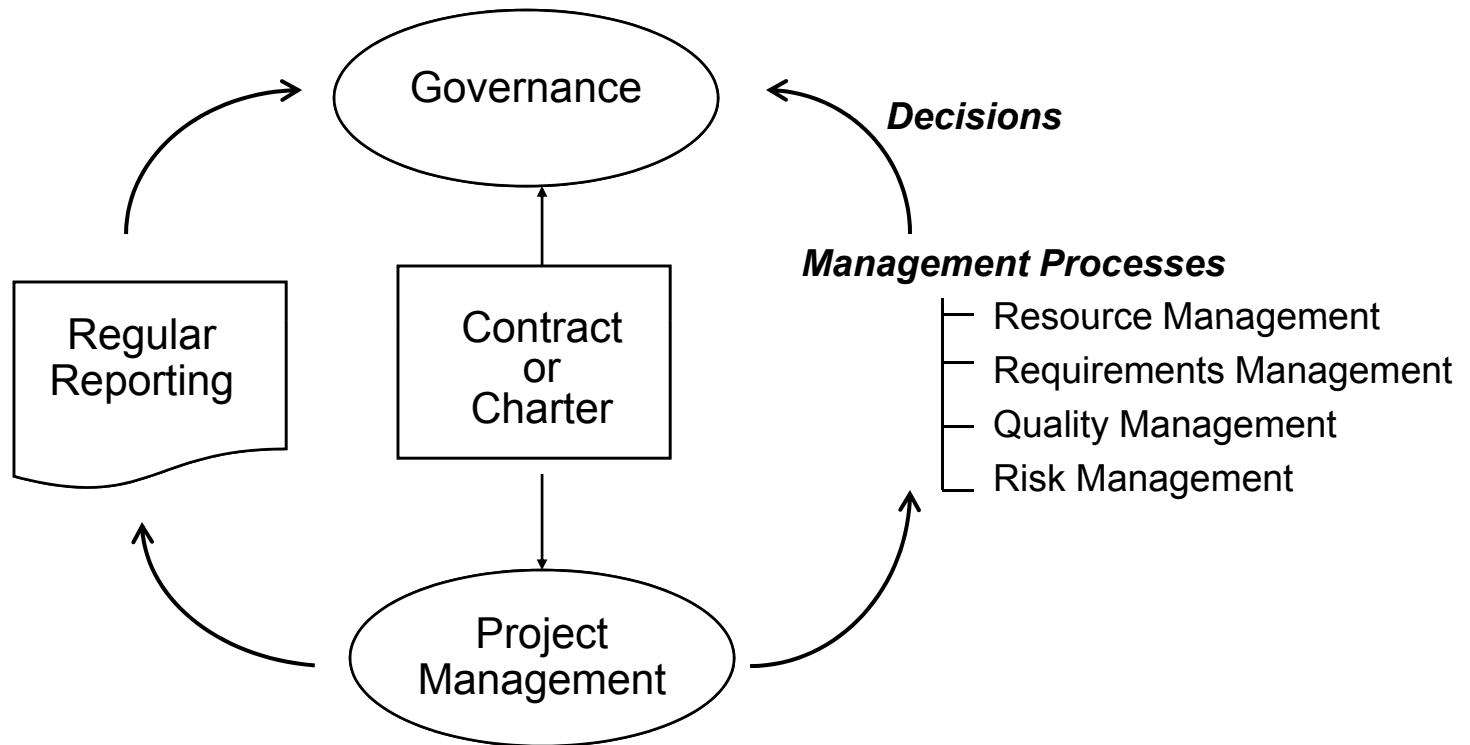 Governance
Decisions
Regular
Reporting
Contract
or
Charter
Management Processes
Resource Management
Requirements Management
Quality Management
Risk Management
Project
Management